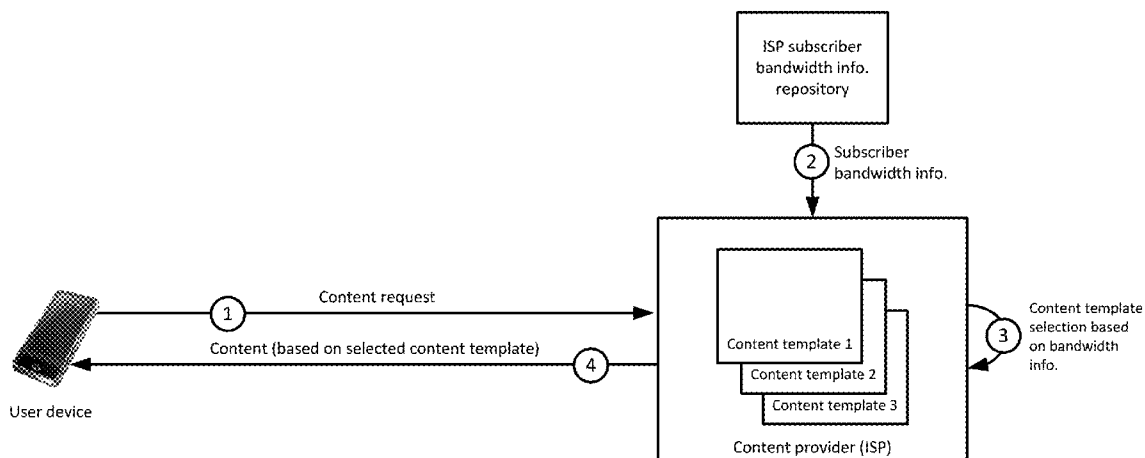 ISP subscriber
bandwidth info.
repository
2
Subscriber
bandwidth info.
1
Content request
Content (based on selected content template)
4
User device
Content template 1
Content template 2
Content template 3
Content provider (ISP)
3
Content template
selection based
on bandwidth
info.